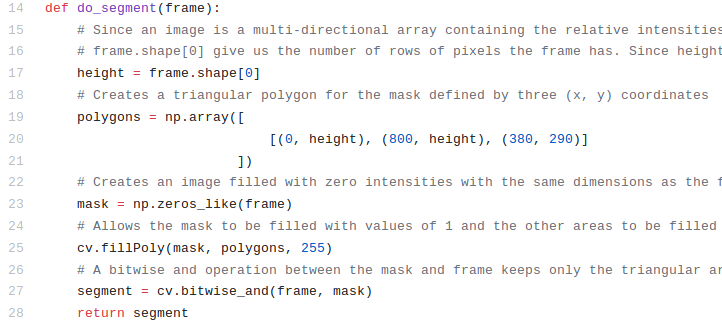 14 def do_segment(frame):
15 # Since an image is a multi-directional array containing the relative intensities
16 # frame.shape[0] give us the number of rows of pixels the frame has. Since height
17 height = frame.shape[0]
18 # Creates a triangular polygon for the mask defined by three (x, y) coordinates
19 polygons = np.array([
20 [(0, height), (800, height), (380, 290)]
21 ])
22 # Creates an image filled with zero intensities with the same dimensions as the f
23 mask = np.zeros_like(frame)
24 # Allows the mask to be filled with values of 1 and the other areas to be filled
25 cv.fillPoly(mask, polygons, 255)
26 # A bitwise and operation between the mask and frame keeps only the triangular ar
27 segment = cv.bitwise_and(frame, mask)
28 return segment